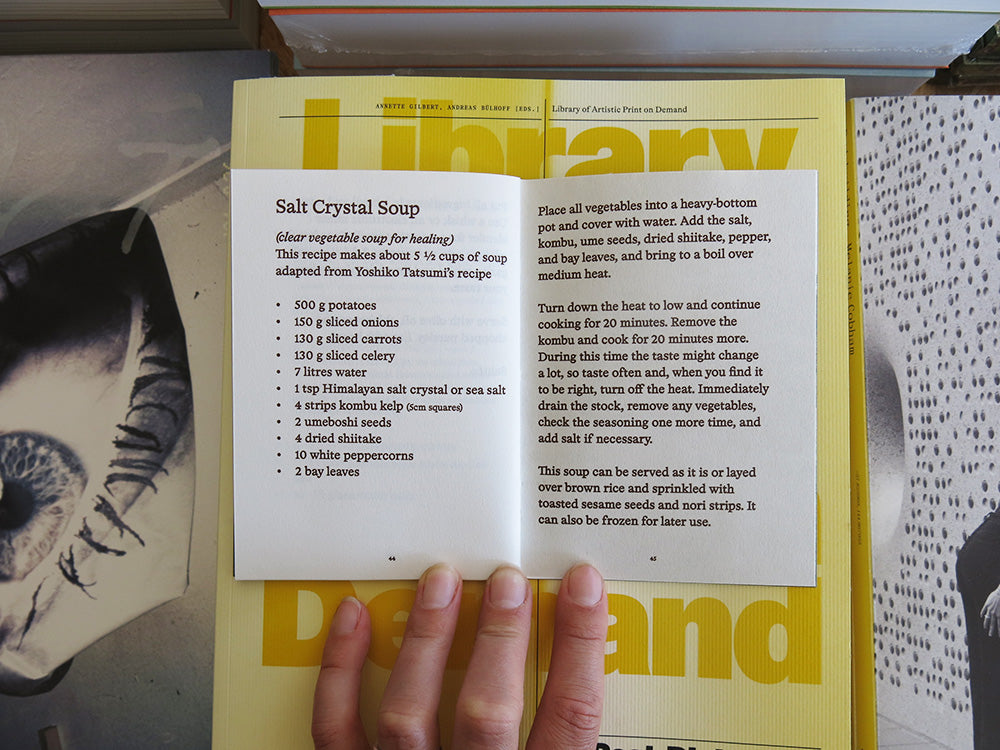 ANNETTE GILBERT, ANDREAS BÜLHOFF [EDS.] Library of Artistic Print on Demand
Library
Salt Crystal Soup
(clear vegetable soup for healing)
This recipe makes about 5 ½ cups of soup
adapted from Yoshiko Tatsumi's recipe
• 500 g potatoes
• 150 g sliced onions
• 130 g sliced carrots
• 130 g sliced celery
• 7 litres water
• 1 tsp Himalayan salt crystal or sea salt
• 4 strips kombu kelp (5cm squares)
• 2 umeboshi seeds
• 4 dried shiitake
• 10 white peppercorns
• 2 bay leaves
44
Place all vegetables into a heavy-bottom
pot and cover with water. Add the salt,
kombu, ume seeds, dried shiitake, pepper,
and bay leaves, and bring to a boil over
medium heat.
Turn down the heat to low and continue
cooking for 20 minutes. Remove the
kombu and cook for 20 minutes more.
During this time the taste might change
a lot, so taste often and, when you find it
to be right, turn off the heat. Immediately
drain the stock, remove any vegetables,
check the seasoning one more time, and
add salt if necessary.
This soup can be served as it is or layed
over brown rice and sprinkled with
toasted sesame seeds and nori strips. It
can also be frozen for later use.
45
Demand